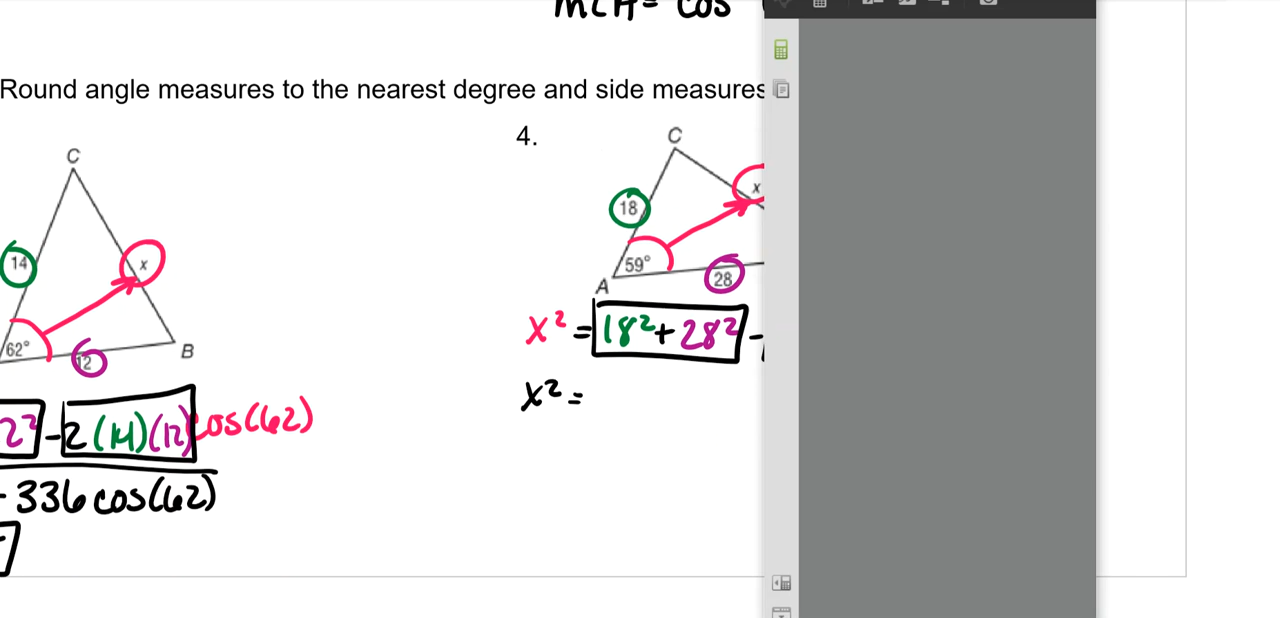 m∠A= cos
Round angle measures to the nearest degree and side measures
C
14
x
62°
12
B
2² - 2 (14)(12) cos(62)
- 336 cos(62)
4.
C
18
x
59°
A
28
x² = 18² + 28² -
x² =